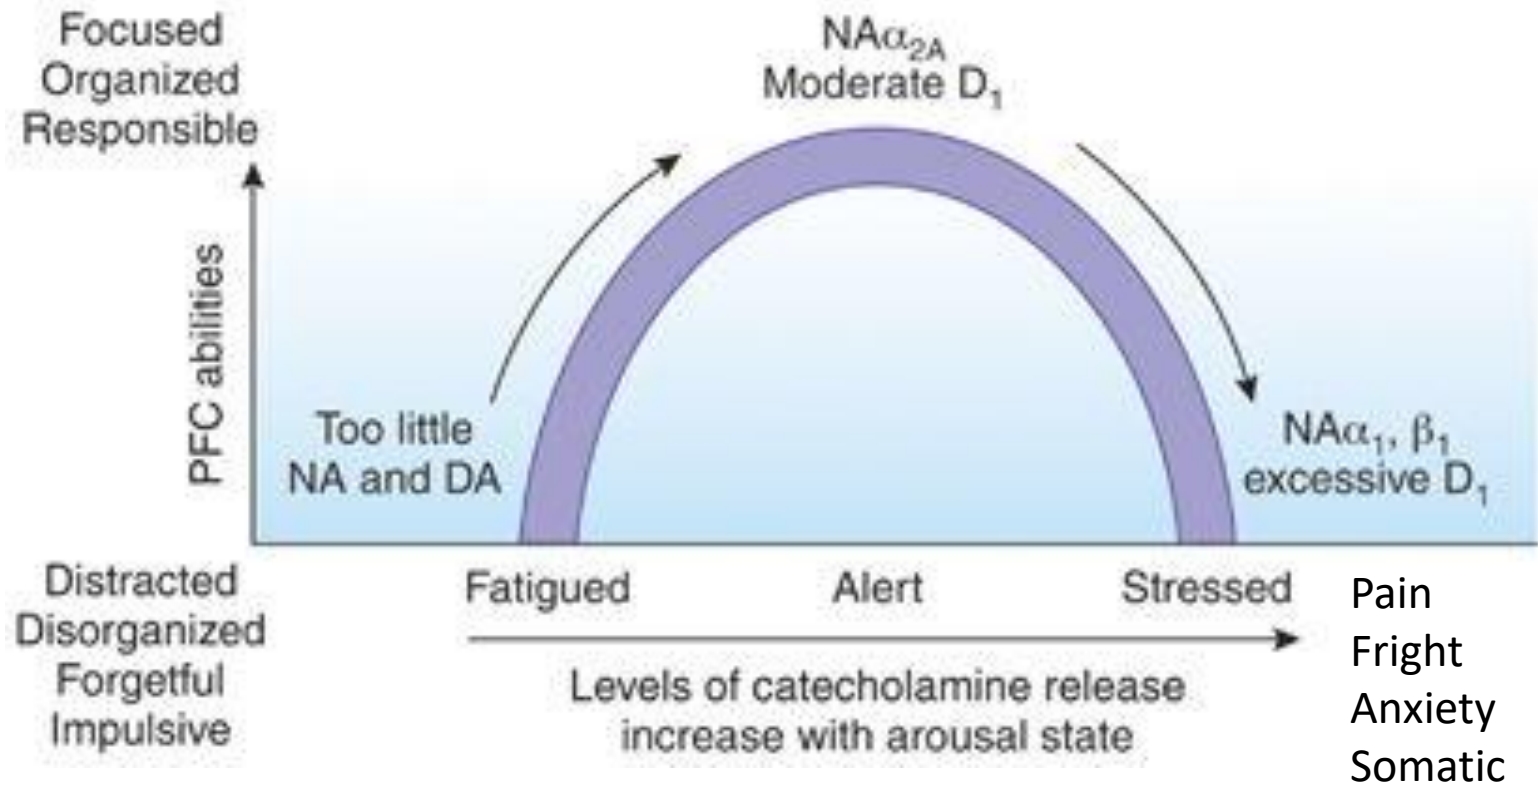 Focused
Organized
Responsible
NAα₂A
Moderate D₁
PFC abilities
Too little
NA and DA
NAα₁, β₁
excessive D₁
Distracted
Disorganized
Forgetful
Impulsive
Fatigued
Alert
Stressed
Levels of catecholamine release
increase with arousal state
Pain
Fright
Anxiety
Somatic